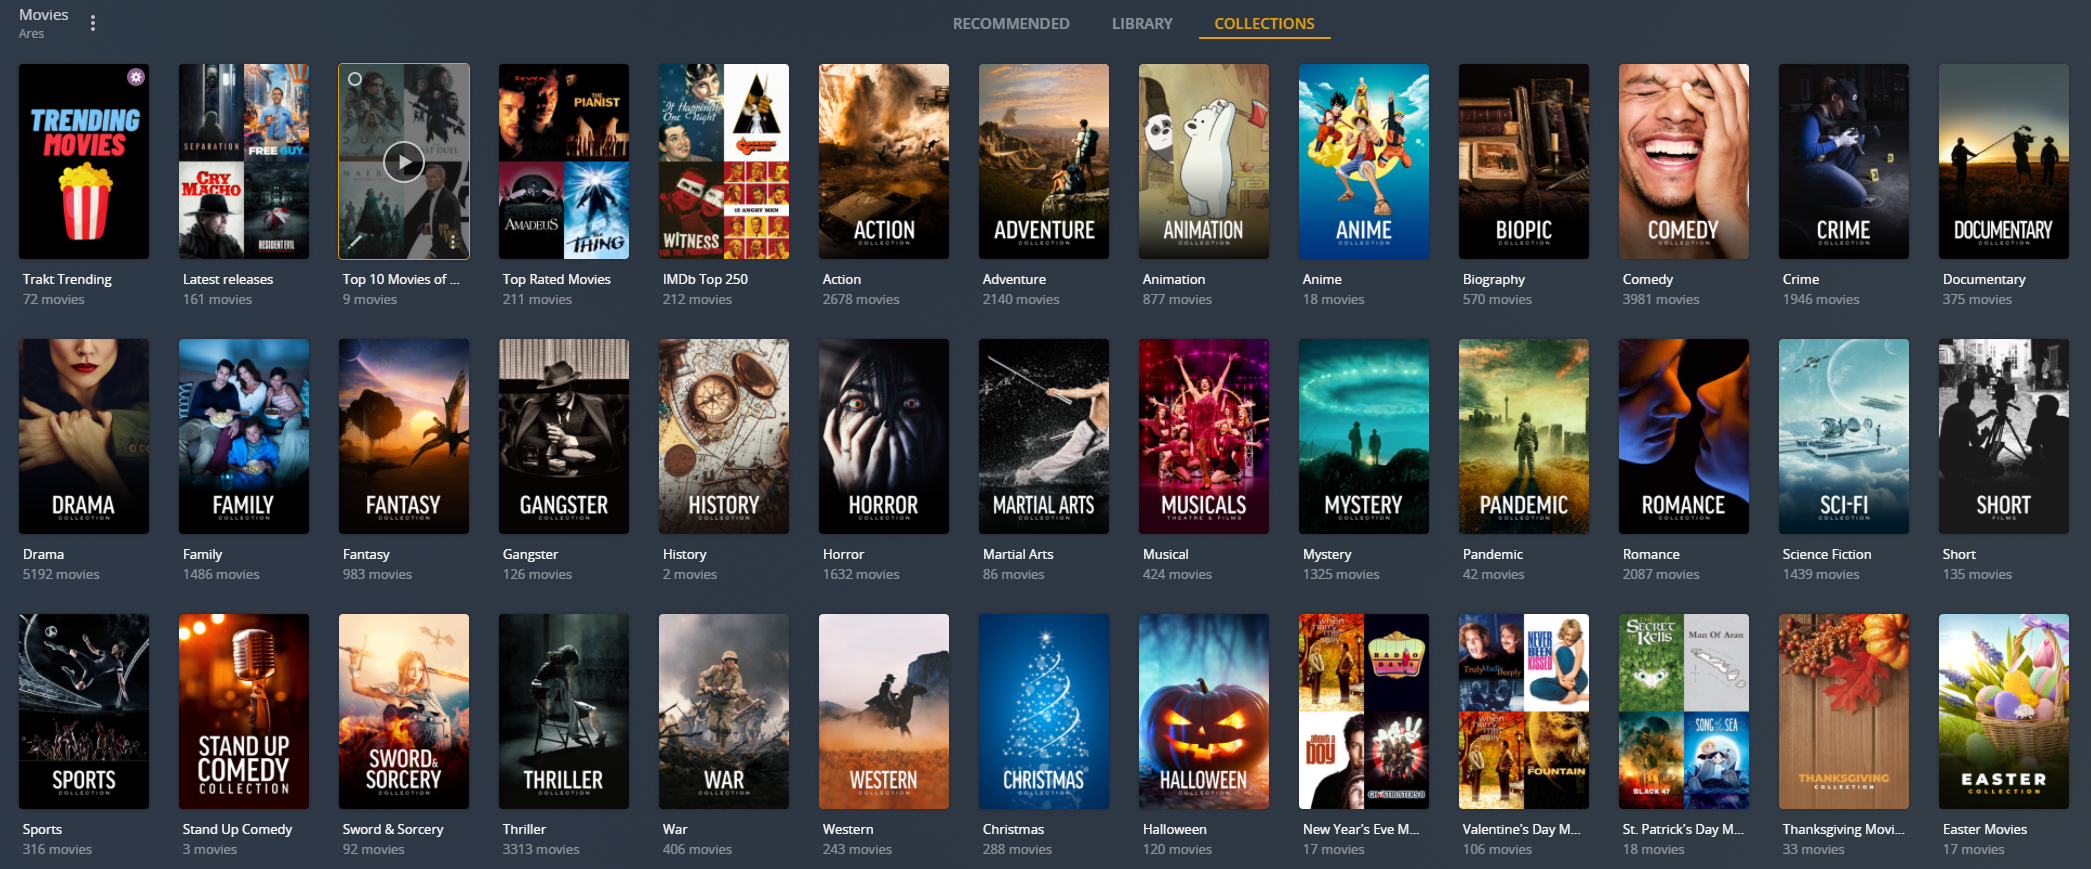 Movies
Ares
RECOMMENDED
LIBRARY
COLLECTIONS
TRENDING
MOVIES
SEPARATION
FREE GUY
CRY
MACHO
RESIDENT EVIL
SEVEN
THE
PIANIST
AMADEUS
THE
THING
It Happened
One Night
12 ANGRY MEN
WITNESS
FOR THE PROSECUTION
ACTION
COLLECTION
ADVENTURE
COLLECTION
ANIMATION
COLLECTION
ANIME
COLLECTION
BIOPIC
COLLECTION
COMEDY
COLLECTION
CRIME
COLLECTION
DOCUMENTARY
COLLECTION
Trakt Trending
72 movies
Latest releases
161 movies
Top 10 Movies of ...
9 movies
Top Rated Movies
211 movies
IMDb Top 250
212 movies
Action
2678 movies
Adventure
2140 movies
Animation
877 movies
Anime
18 movies
Biography
570 movies
Comedy
3981 movies
Crime
1946 movies
Documentary
375 movies
DRAMA
COLLECTION
FAMILY
COLLECTION
FANTASY
COLLECTION
GANGSTER
COLLECTION
HISTORY
COLLECTION
HORROR
COLLECTION
MARTIAL ARTS
COLLECTION
MUSICALS
THEATRE & FILMS
MYSTERY
COLLECTION
PANDEMIC
COLLECTION
ROMANCE
COLLECTION
SCI-FI
COLLECTION
SHORT
FILMS
Drama
5192 movies
Family
1486 movies
Fantasy
983 movies
Gangster
126 movies
History
2 movies
Horror
1632 movies
Martial Arts
86 movies
Musical
424 movies
Mystery
1325 movies
Pandemic
42 movies
Romance
2087 movies
Science Fiction
1439 movies
Short
135 movies
SPORTS
COLLECTION
STAND UP
COMEDY
COLLECTION
SWORD &
SORCERY
COLLECTION
THRILLER
COLLECTION
WAR
COLLECTION
WESTERN
COLLECTION
CHRISTMAS
COLLECTION
HALLOWEEN
COLLECTION
when
harry
met
sally
RADIO
DAYS
about a
boy
GHOSTBUSTERS II
Truly Madly Deeply
NEVER
BEEN
KISSED
when
harry
met
sally
FOUNTAIN
THE
SECRET
OF Kells
Man Of Aran
BLACK 47
SONG OF THE SEA
THANKSGIVING
COLLECTION
EASTER
COLLECTION
Sports
316 movies
Stand Up Comedy
3 movies
Sword & Sorcery
92 movies
Thriller
3313 movies
War
406 movies
Western
243 movies
Christmas
288 movies
Halloween
120 movies
New Year's Eve M...
17 movies
Valentine's Day M...
106 movies
St. Patrick's Day M...
18 movies
Thanksgiving Movi...
33 movies
Easter Movies
17 movies